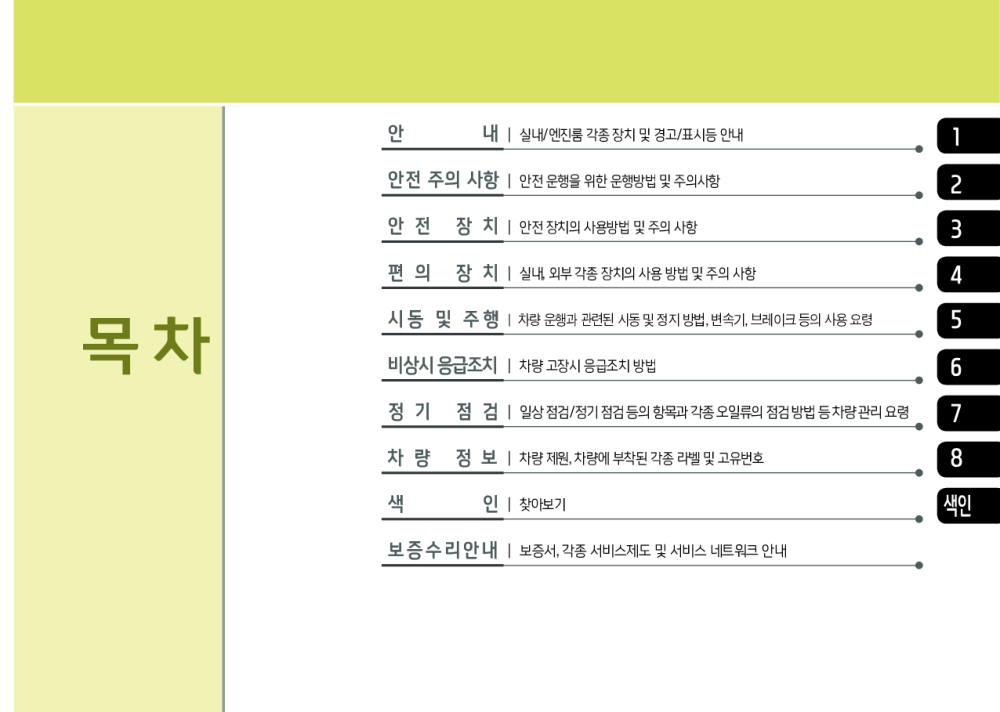 목차
안 내 | 실내/엔진룸 각종 장치 및 경고/표시등 안내 1
안전 주의 사항 | 안전 운행을 위한 운행방법 및 주의사항 2
안 전 장 치 | 안전 장치의 사용방법 및 주의 사항 3
편 의 장 치 | 실내, 외부 각종 장치의 사용 방법 및 주의 사항 4
시동 및 주행 | 차량 운행과 관련된 시동 및 정지 방법, 변속기, 브레이크 등의 사용 요령 5
비상시 응급조치 | 차량 고장시 응급조치 방법 6
정 기 점 검 | 일상 점검/정기 점검 등의 항목과 각종 오일류의 점검 방법 등 차량 관리 요령 7
차 량 정 보 | 차량 제원, 차량에 부착된 각종 라벨 및 고유번호 8
색 인 | 찾아보기 색인
보증수리안내 | 보증서, 각종 서비스제도 및 서비스 네트워크 안내